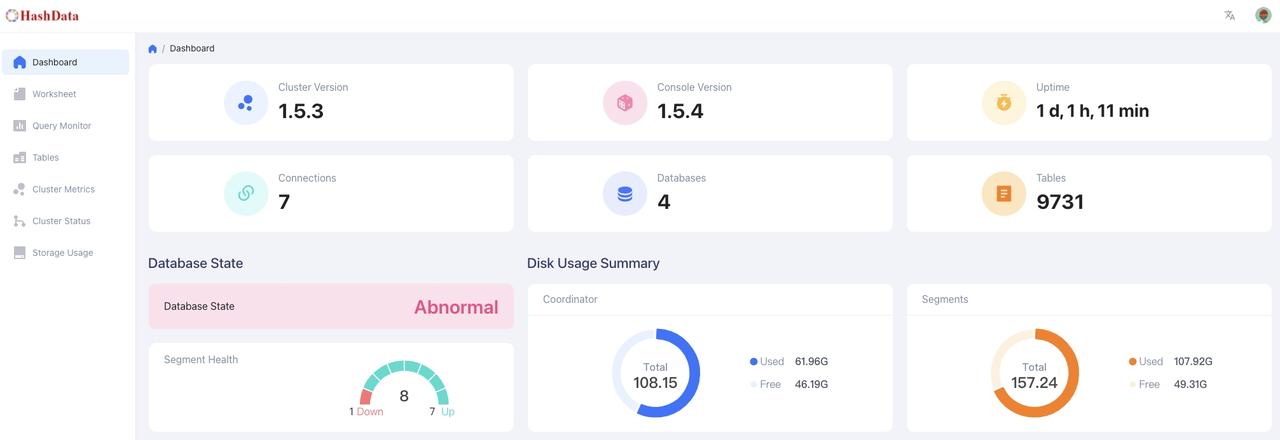 HashData
Dashboard
Worksheet
Query Monitor
Tables
Cluster Metrics
Cluster Status
Storage Usage
/ Dashboard
Cluster Version
1.5.3
Console Version
1.5.4
Uptime
1 d, 1 h, 11 min
Connections
7
Databases
4
Tables
9731
Database State
Database State Abnormal
Segment Health
8
1 Down 7 Up
Disk Usage Summary
Coordinator
Total
108.15
Used 61.96G
Free 46.19G
Segments
Total
157.24
Used 107.92G
Free 49.31G